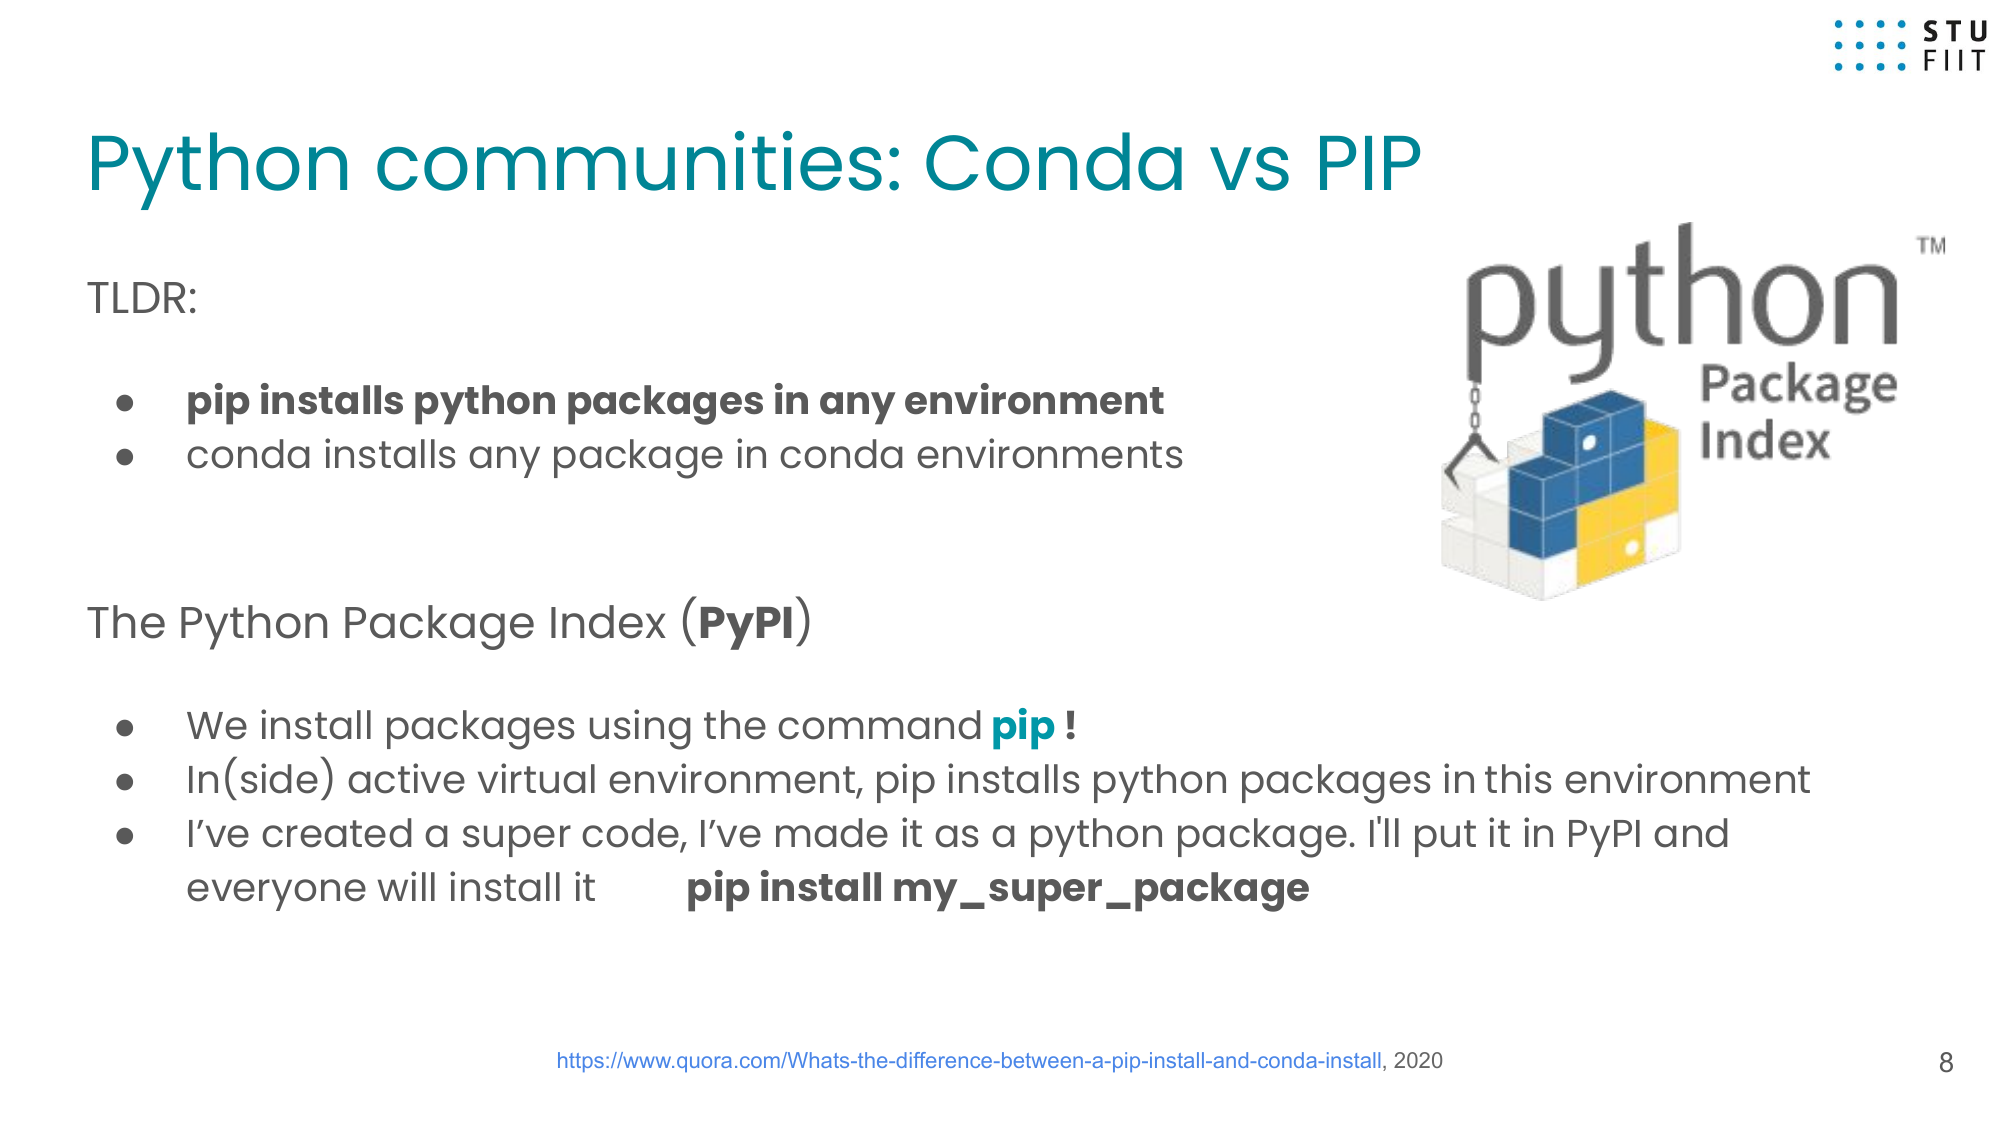 STU
FIIT
Python communities: Conda vs PIP
python™
Package
Index
TLDR:
● pip installs python packages in any environment
● conda installs any package in conda environments
The Python Package Index (PyPI)
● We install packages using the command pip !
● In(side) active virtual environment, pip installs python packages in this environment
● I’ve created a super code, I’ve made it as a python package. I'll put it in PyPI and
everyone will install it pip install my_super_package
https://www.quora.com/Whats-the-difference-between-a-pip-install-and-conda-install, 2020
8